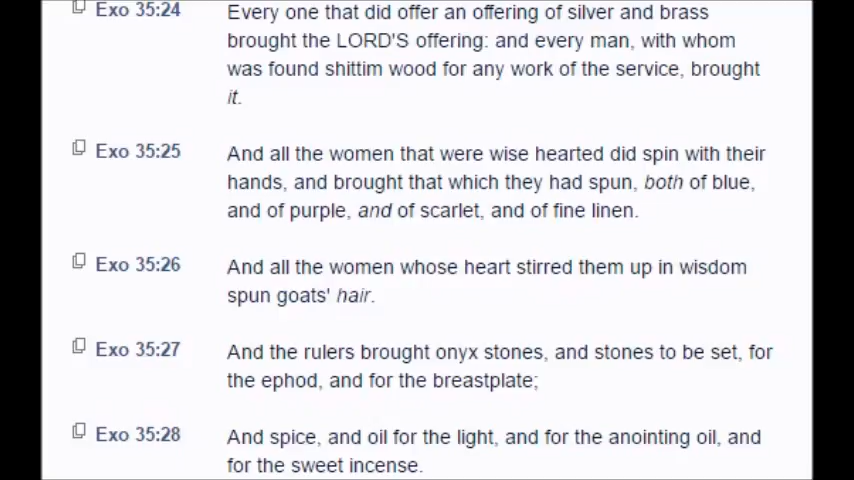 Exo 35:24 Every one that did offer an offering of silver and brass
brought the LORD'S offering: and every man, with whom
was found shittim wood for any work of the service, brought
it.
Exo 35:25 And all the women that were wise hearted did spin with their
hands, and brought that which they had spun, both of blue,
and of purple, and of scarlet, and of fine linen.
Exo 35:26 And all the women whose heart stirred them up in wisdom
spun goats' hair.
Exo 35:27 And the rulers brought onyx stones, and stones to be set, for
the ephod, and for the breastplate;
Exo 35:28 And spice, and oil for the light, and for the anointing oil, and
for the sweet incense.